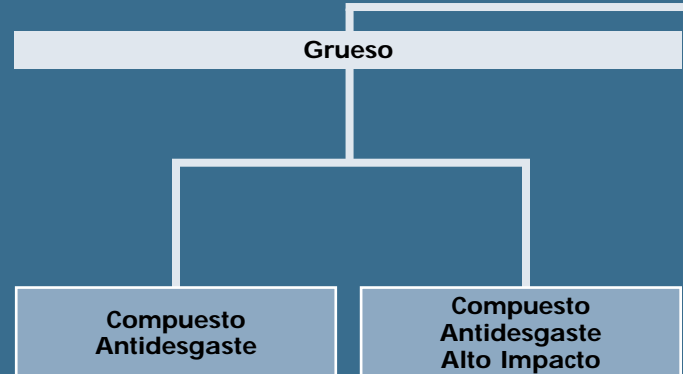 Grueso
Compuesto
Antidesgaste
Compuesto
Antidesgaste
Alto Impacto